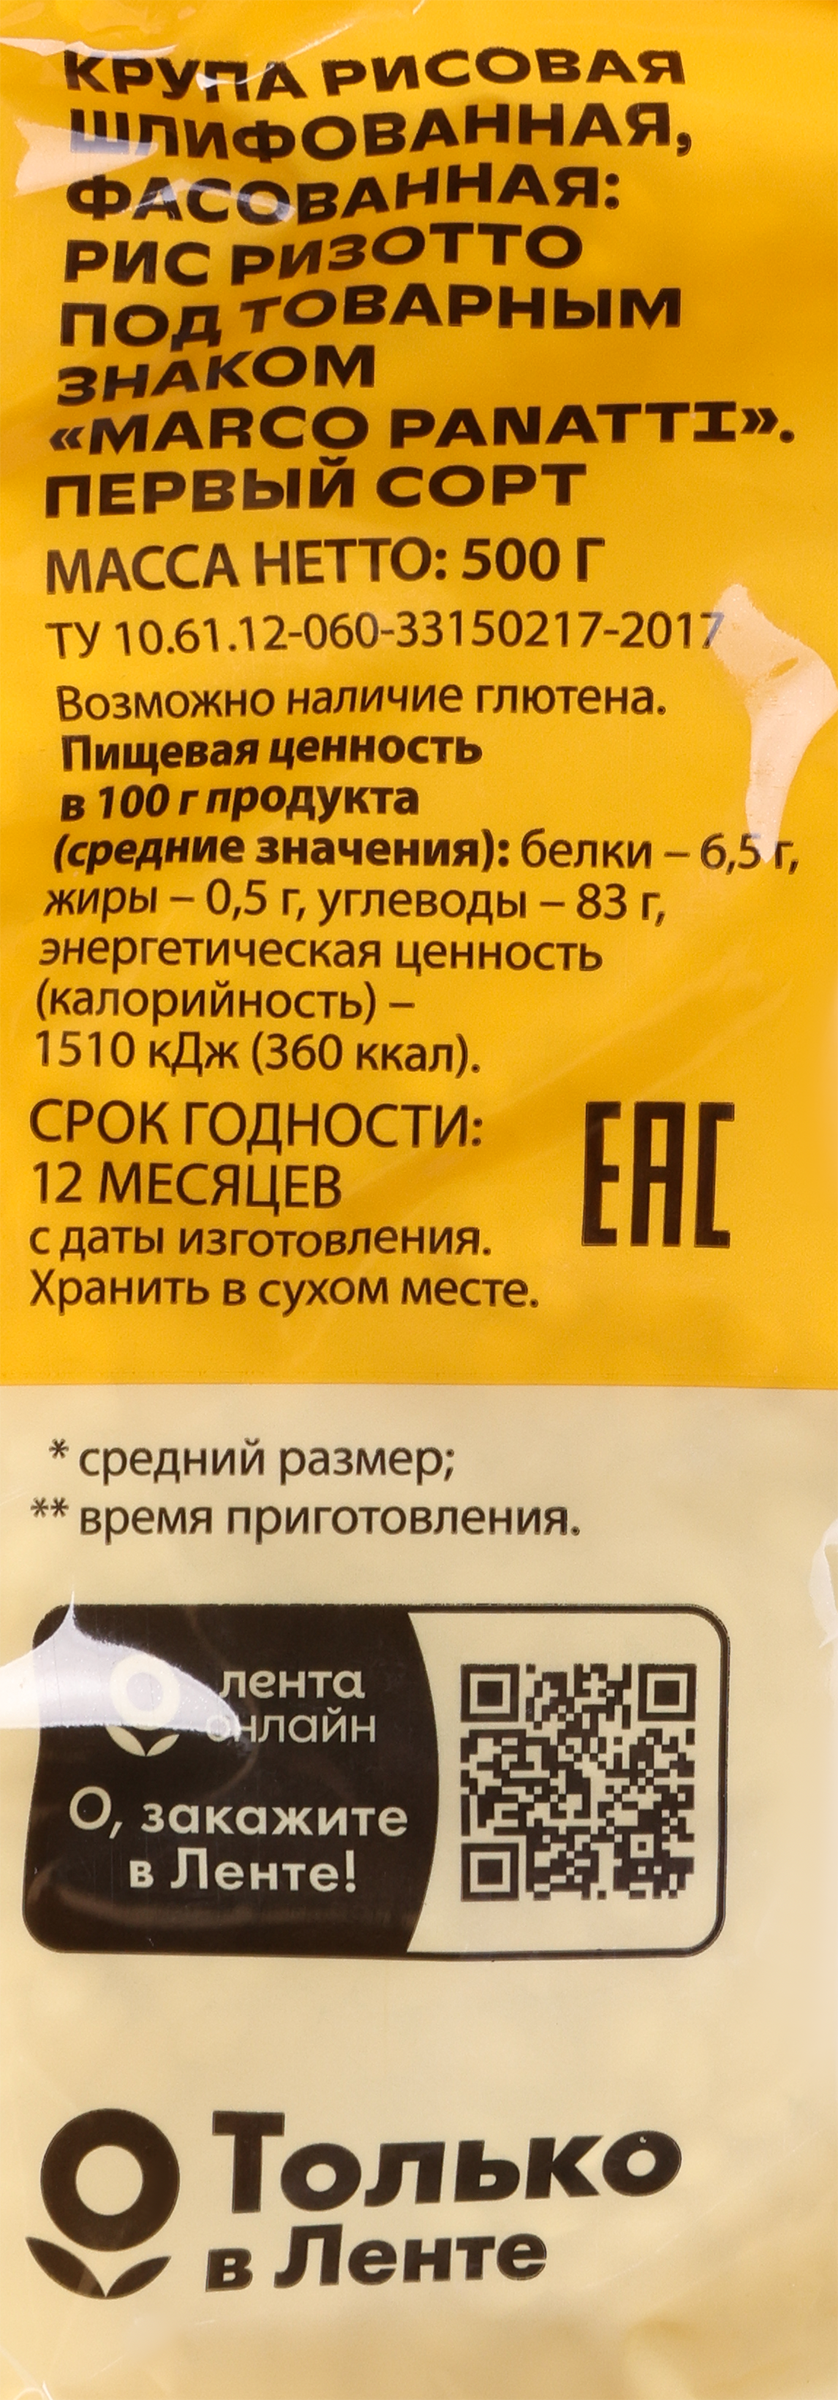 КРУПА РИСОВАЯ
ШЛИФОВАННАЯ,
ФАСОВАННАЯ:
РИС РИЗОТТО
ПОД ТОВАРНЫМ
ЗНАКОМ
«MARCO PANATTI».
ПЕРВЫЙ СОРТ
МАССА НЕТТО: 500 Г
ТУ 10.61.12-060-33150217-2017
Возможно наличие глютена.
Пищевая ценность
в 100 г продукта
(средние значения): белки – 6,5 г,
жиры – 0,5 г, углеводы – 83 г,
энергетическая ценность
(калорийность) –
1510 кДж (360 ккал).
СРОК ГОДНОСТИ:
12 МЕСЯЦЕВ
с даты изготовления.
Хранить в сухом месте.
EAC
* средний размер;
** время приготовления.
лента
онлайн
О, закажите
в Ленте!
Только
в Ленте